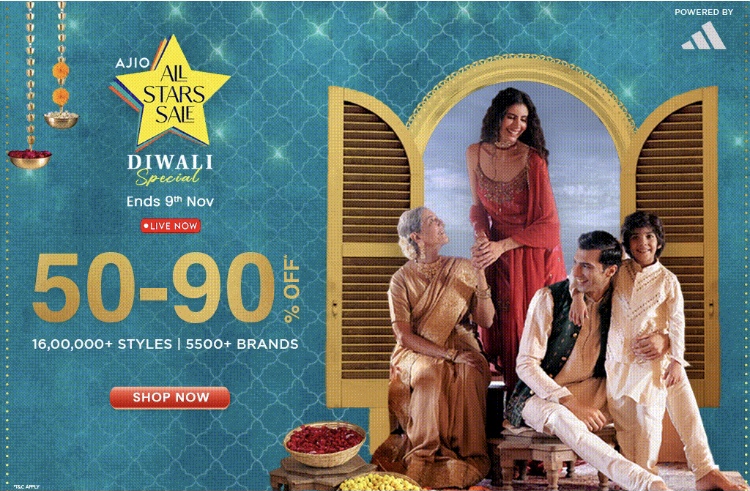 POWERED BY
AJIO
ALL
STARS
SALE
DIWALI
Special
Ends 9th Nov
LIVE NOW
50-90
% OFF
16,00,000+ STYLES | 5500+ BRANDS
SHOP NOW
*T&C APPLY